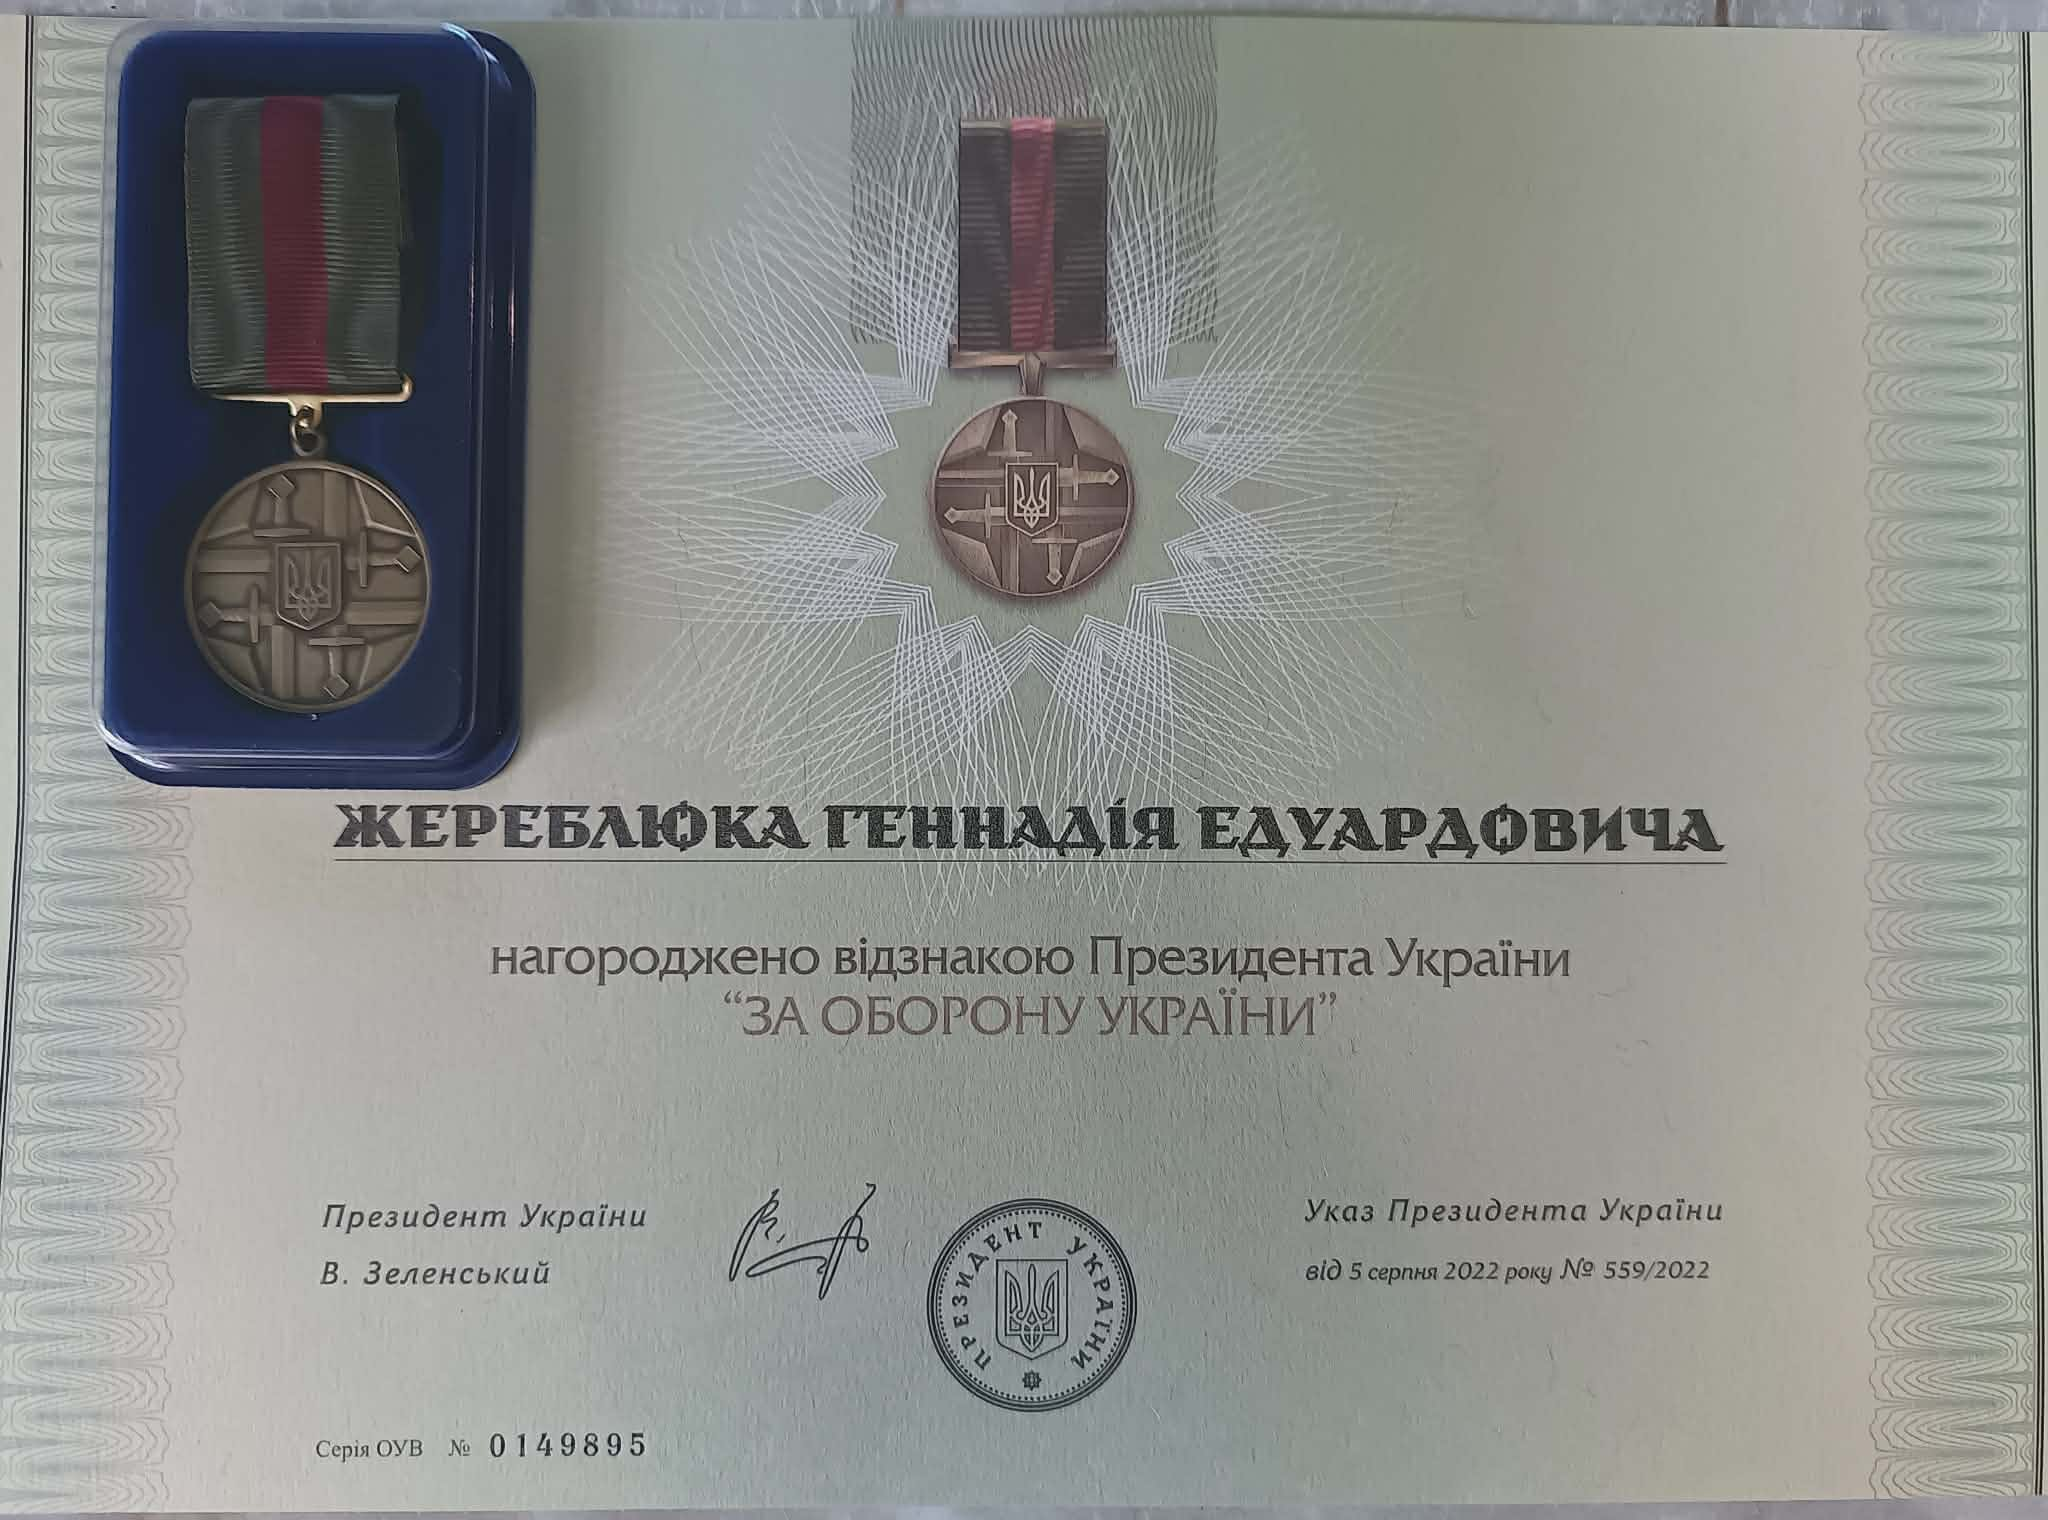 ЖЕРЕБЛЮКА ГЕННАДІЯ ЕДУАРДОВИЧА
нагороджено відзнакою Президента України
“ЗА ОБОРОНУ УКРАЇНИ”
Президент України
В. Зеленський
ПРЕЗИДЕНТ УКРАЇНИ
Указ Президента України
від 5 серпня 2022 року № 559/2022
Серія ОУВ № 0149895